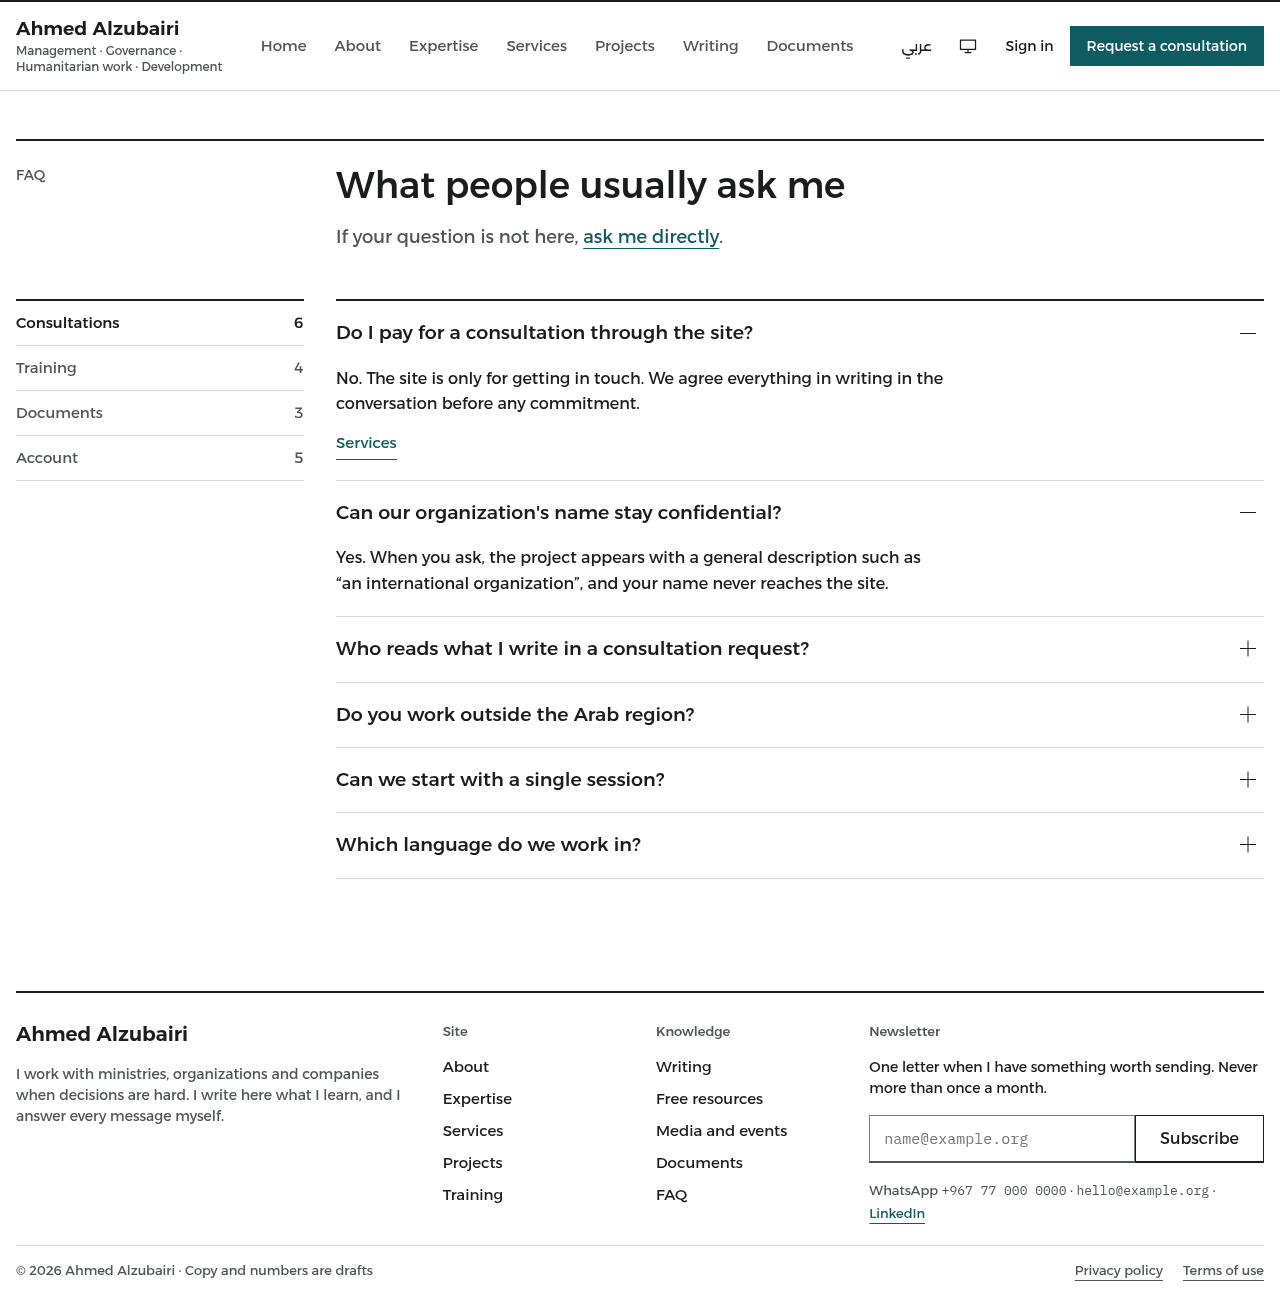 Ahmed Alzubairi
Management · Governance ·
Humanitarian work · Development
Home
About
Expertise
Services
Projects
Writing
Documents
عربي
Sign in
Request a consultation
FAQ
What people usually ask me
If your question is not here, ask me directly.
Consultations 6
Training 4
Documents 3
Account 5
Do I pay for a consultation through the site?
No. The site is only for getting in touch. We agree everything in writing in the
conversation before any commitment.
Services
Can our organization's name stay confidential?
Yes. When you ask, the project appears with a general description such as
“an international organization”, and your name never reaches the site.
Who reads what I write in a consultation request?
Do you work outside the Arab region?
Can we start with a single session?
Which language do we work in?
Ahmed Alzubairi
I work with ministries, organizations and companies
when decisions are hard. I write here what I learn, and I
answer every message myself.
Site
About
Expertise
Services
Projects
Training
Knowledge
Writing
Free resources
Media and events
Documents
FAQ
Newsletter
One letter when I have something worth sending. Never
more than once a month.
name@example.org
Subscribe
WhatsApp +967 77 000 0000 · hello@example.org ·
LinkedIn
© 2026 Ahmed Alzubairi · Copy and numbers are drafts
Privacy policy
Terms of use